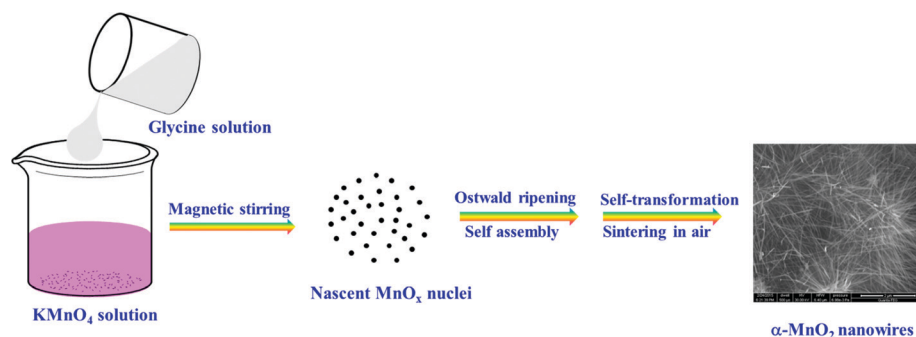 Glycine solution
Magnetic stirring
Ostwald ripening
Self assembly
Self-transformation
Sintering in air
Nascent MnOₓ nuclei
KMnO₄ solution
α-MnO₂ nanowires